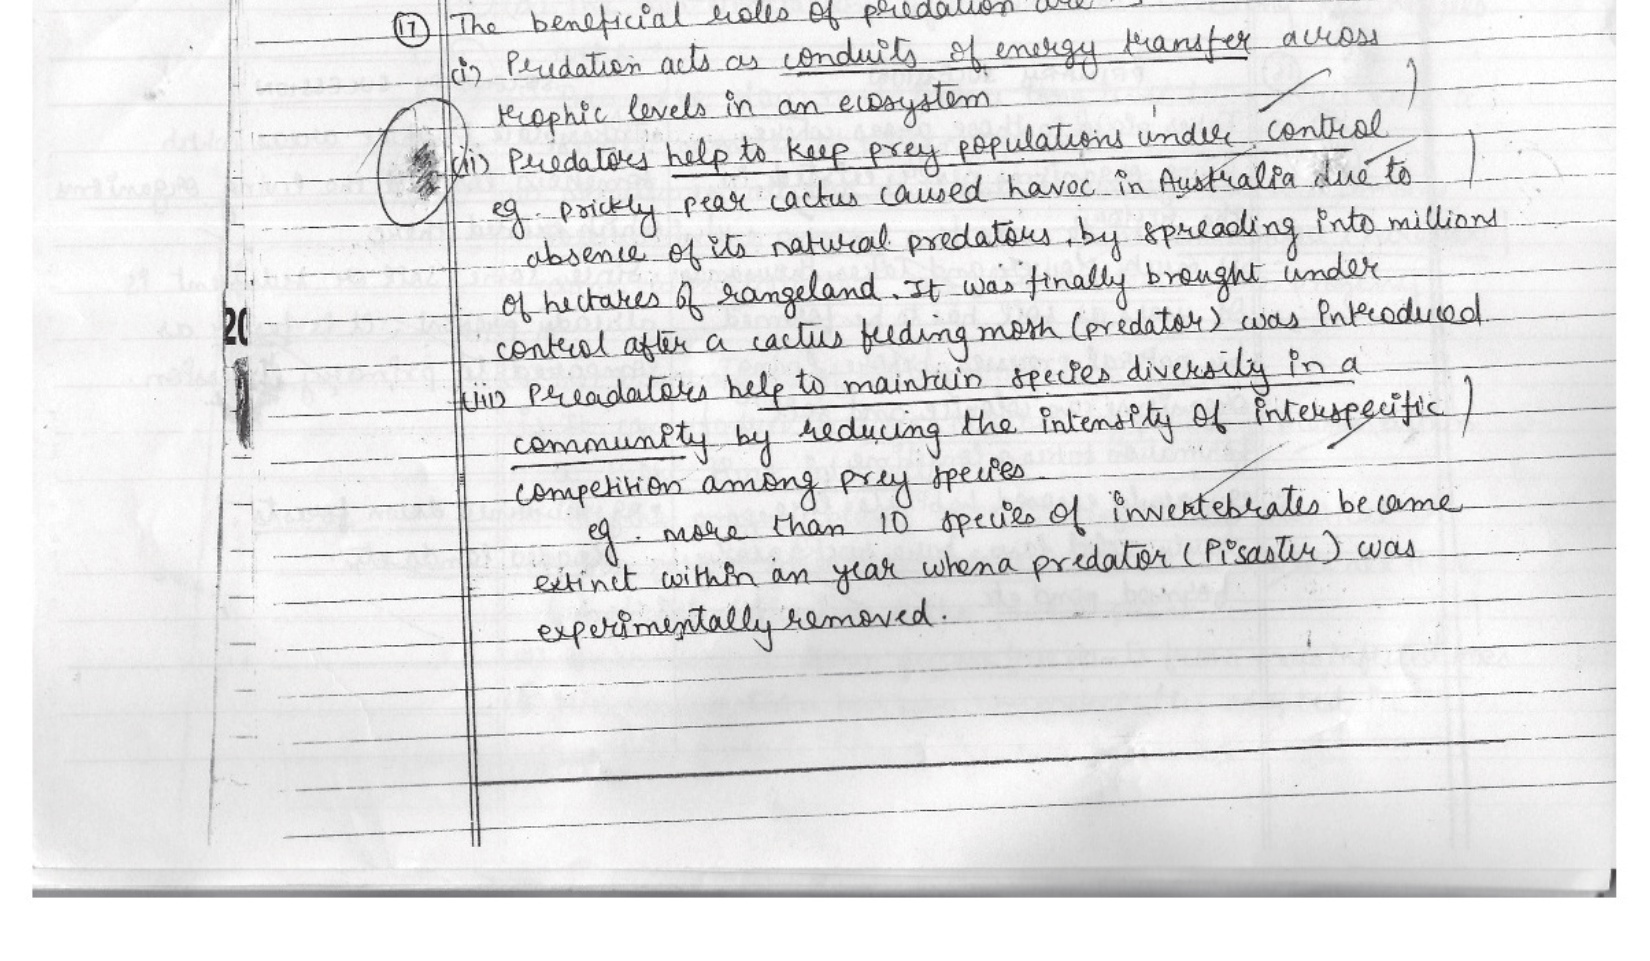 17 The beneficial roles of predation are
(i) Predation acts as conduits of energy transfer across
trophic levels in an ecosystem
(ii) Predators help to keep prey populations under control
eg. prickly pear cactus caused havoc in Australia due to
absence of its natural predators, by spreading into millions
of hectares of rangeland. It was finally brought under
control after a cactus feeding moth (predator) was introduced
(iii) Preadators help to maintain species diversity in a
community by reducing the intensity of interspecific
competition among prey species.
eg. more than 10 species of invertebrates became
extinct within an year when a predator (Pisaster) was
experimentally removed.
20